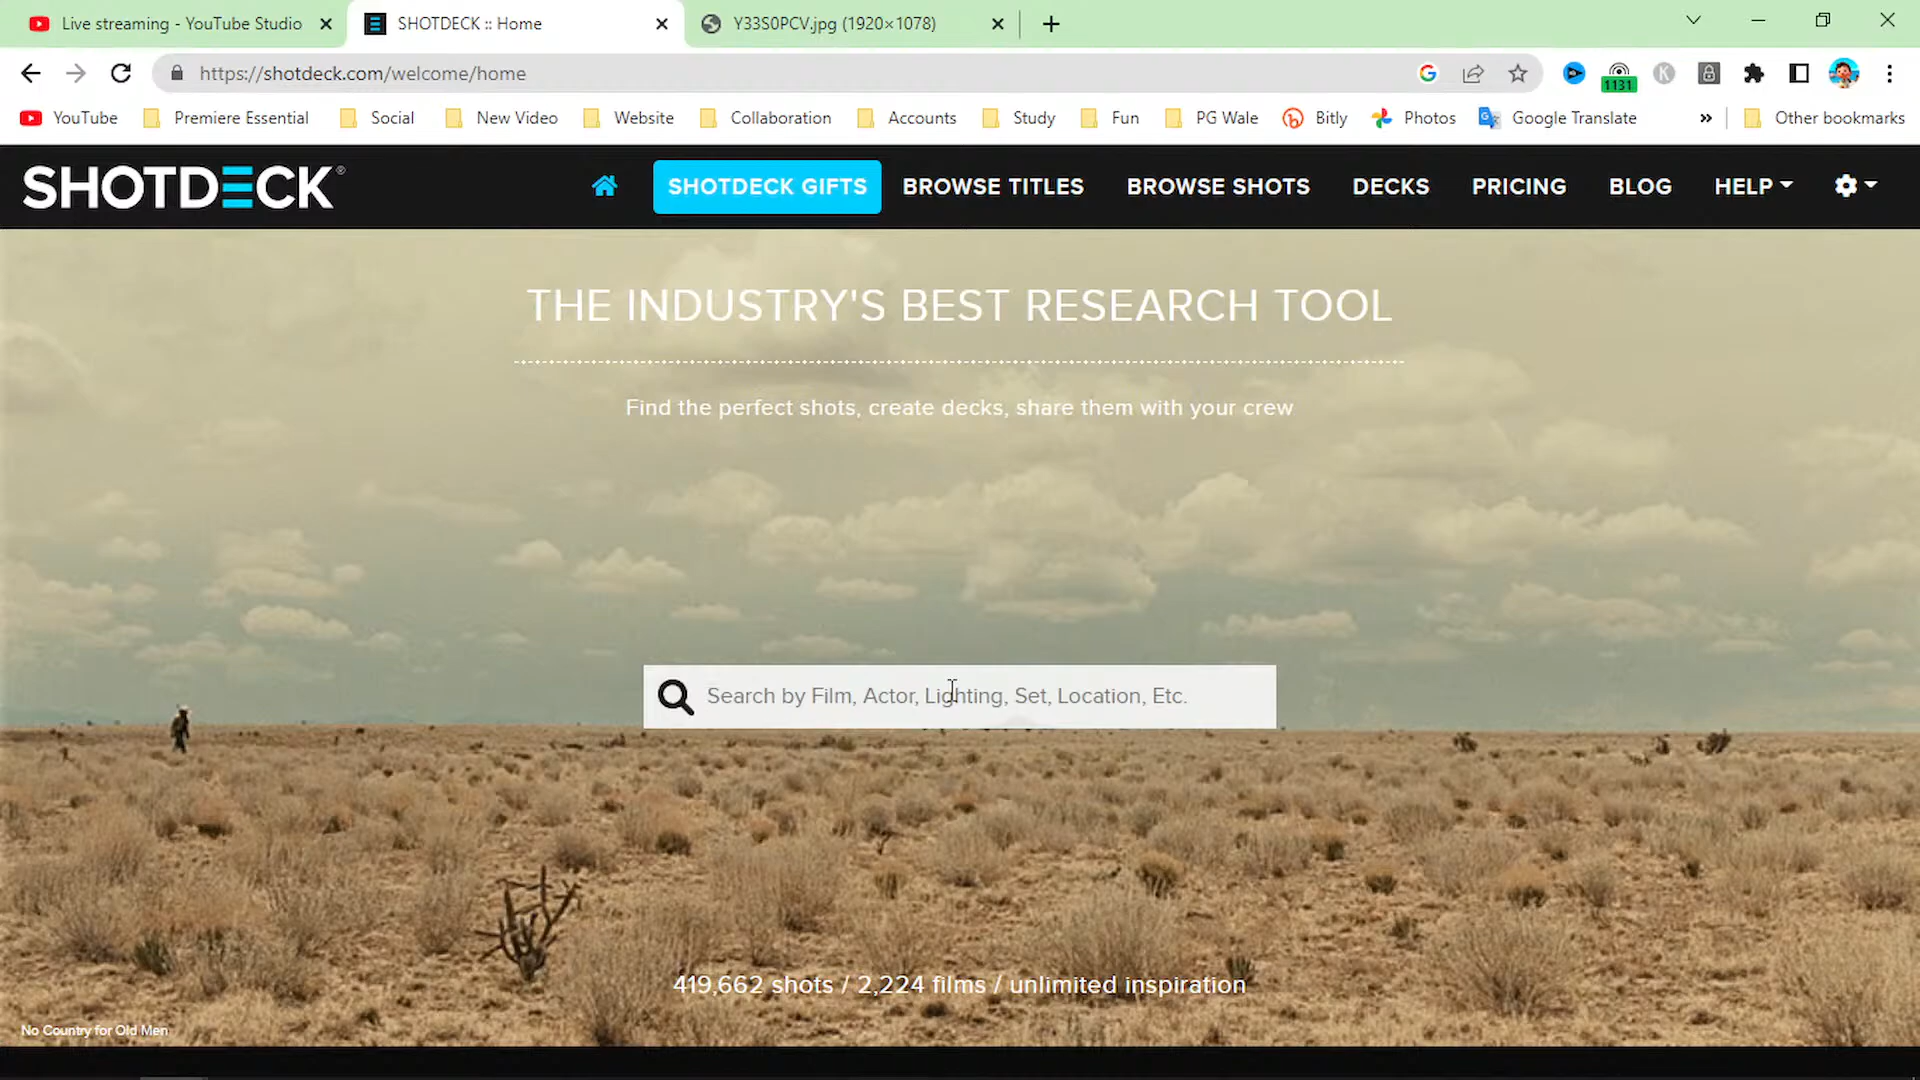 Live streaming - YouTube Studio
SHOTDECK :: Home
Y33S0PCV.jpg (1920×1078)
https://shotdeck.com/welcome/home
1131
K
YouTube
Premiere Essential
Social
New Video
Website
Collaboration
Accounts
Study
Fun
PG Wale
Bitly
Photos
Google Translate
»
Other bookmarks
SHOTDECK®
SHOTDECK GIFTS
BROWSE TITLES
BROWSE SHOTS
DECKS
PRICING
BLOG
HELP
THE INDUSTRY'S BEST RESEARCH TOOL
Find the perfect shots, create decks, share them with your crew
Search by Film, Actor, Lighting, Set, Location, Etc.
419,662 shots / 2,224 films / unlimited inspiration
No Country for Old Men